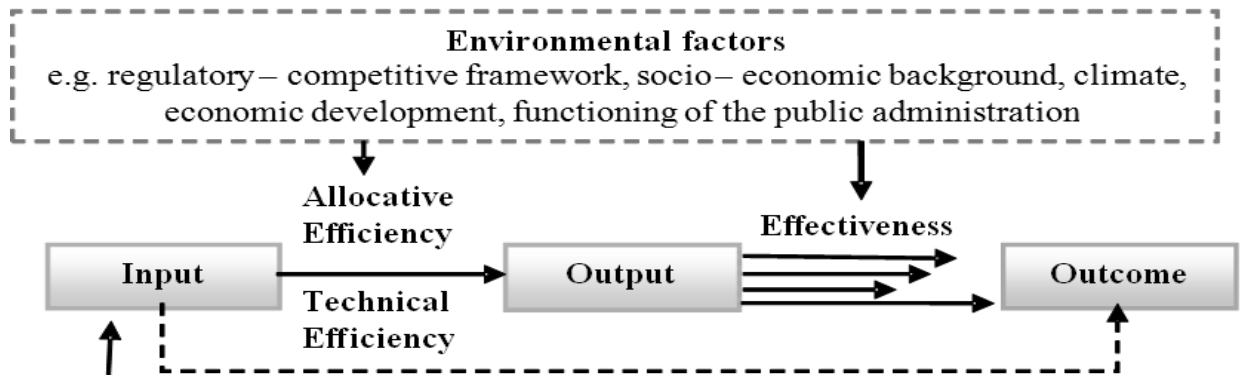 Environmental factors
e.g. regulatory – competitive framework, socio – economic background, climate,
economic development, functioning of the public administration
Allocative
Efficiency
Effectiveness
Input
Output
Outcome
Technical
Efficiency